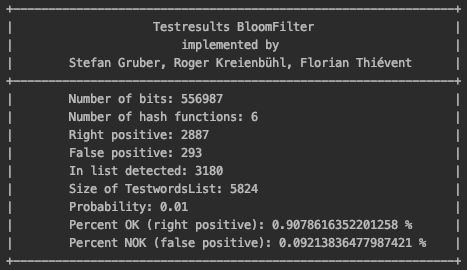 Testresults BloomFilter
implemented by
Stefan Gruber, Roger Kreienbühl, Florian Thiévent
Number of bits: 556987
Number of hash functions: 6
Right positive: 2887
False positive: 293
In list detected: 3180
Size of TestwordsList: 5824
Probability: 0.01
Percent OK (right positive): 0.9078616352201258 %
Percent NOK (false positive): 0.09213836477987421 %